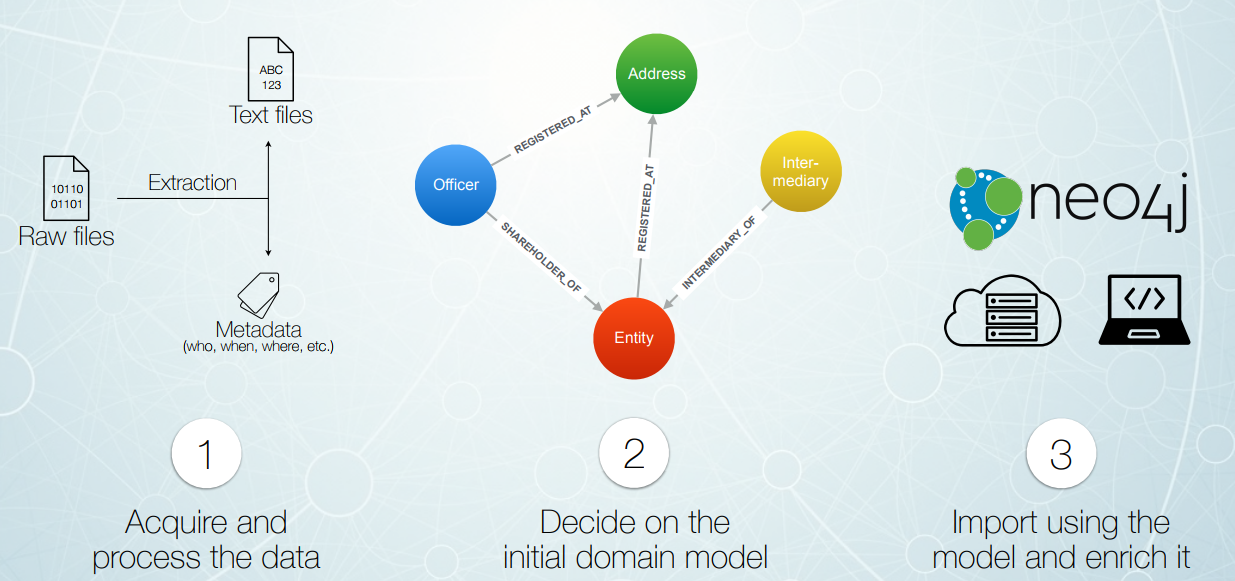 ABC
123
Text files
10110
01101
Raw files
Extraction
Metadata
(who, when, where, etc.)
1
Acquire and
process the data
Address
REGISTERED_AT
Officer
Inter-
mediary
REGISTERED_AT
SHAREHOLDER_OF
INTERMEDIARY_OF
Entity
2
Decide on the
initial domain model
neo4j
</>
3
Import using the
model and enrich it